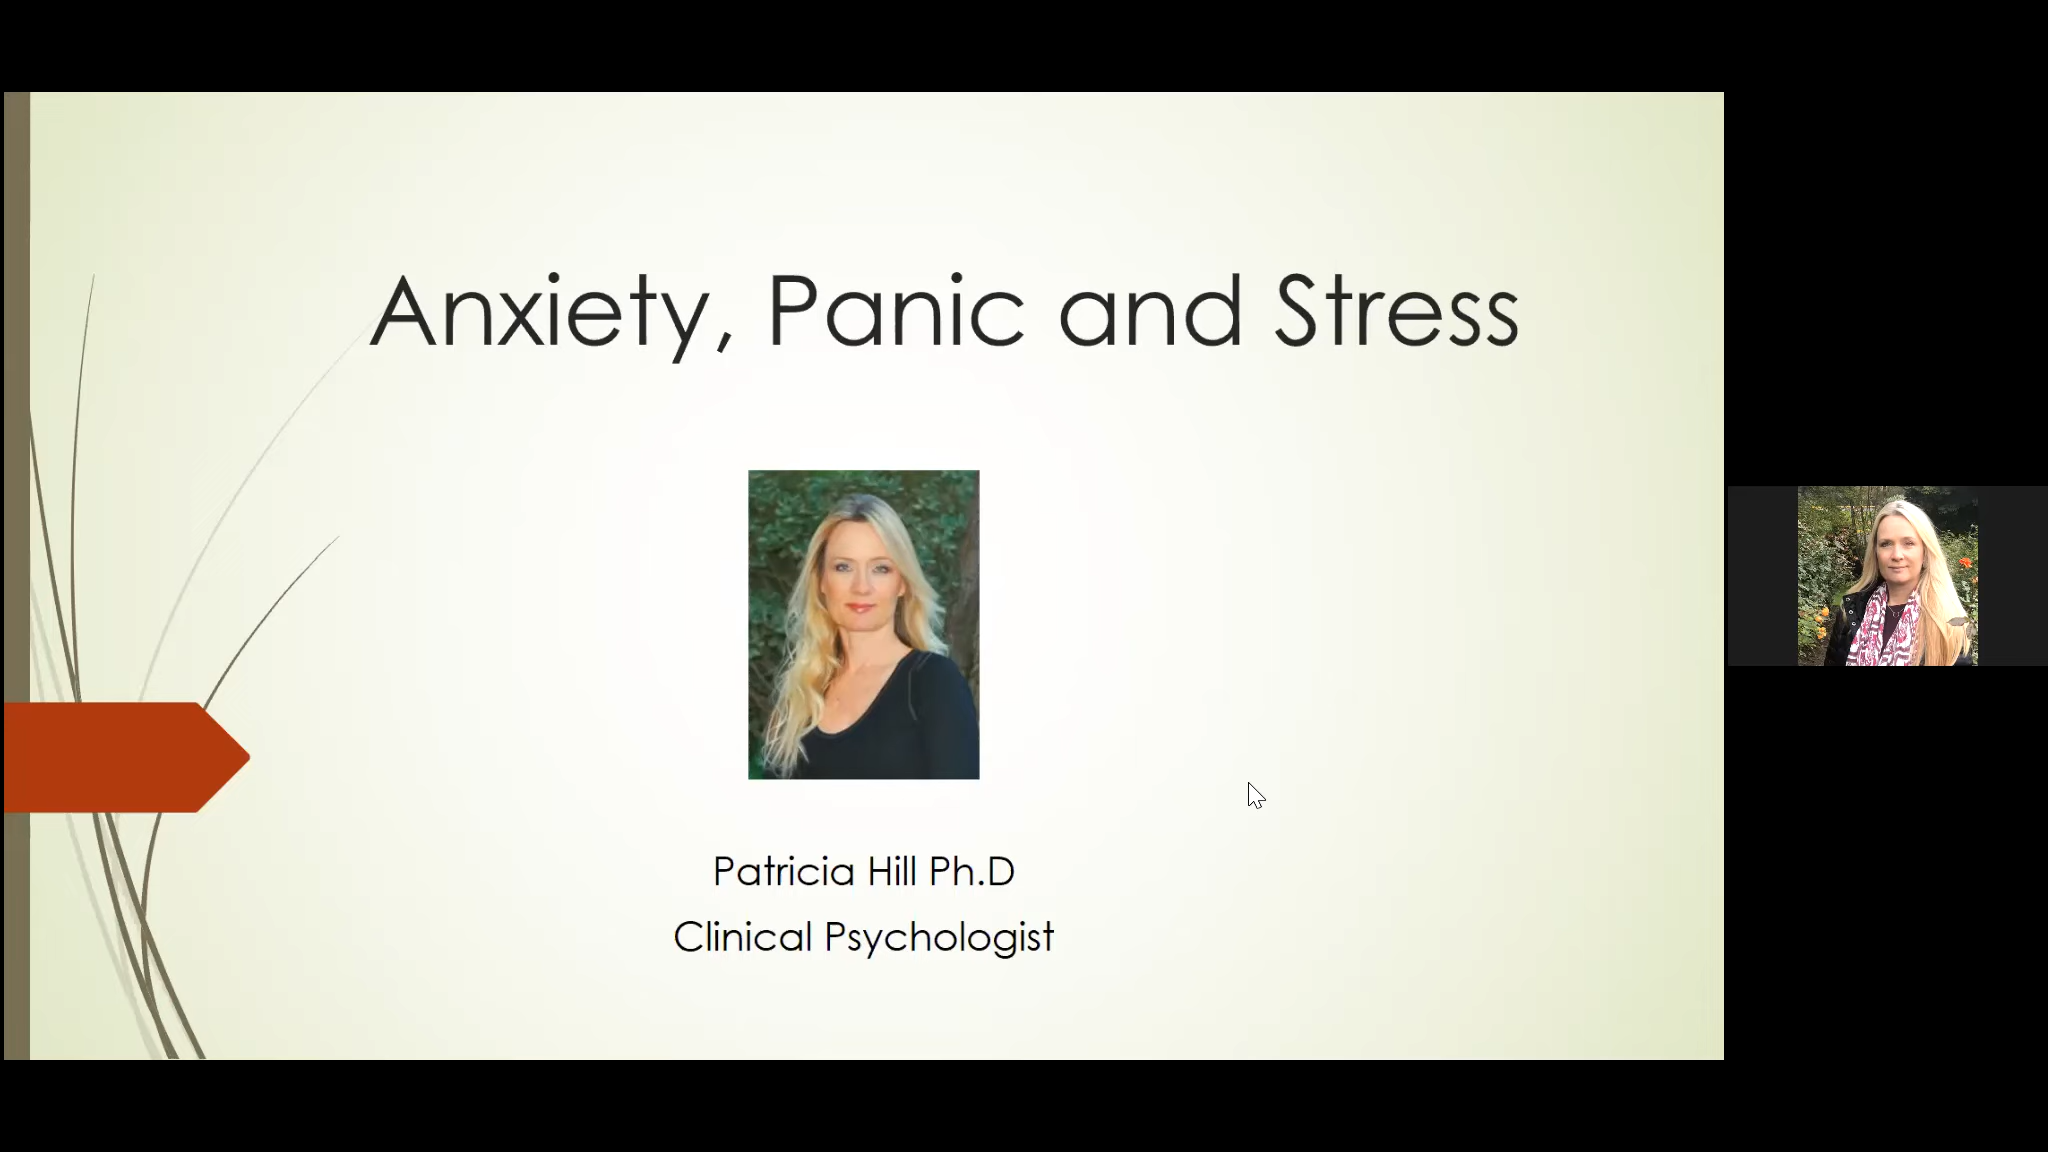 Anxiety, Panic and Stress
Patricia Hill Ph.D
Clinical Psychologist